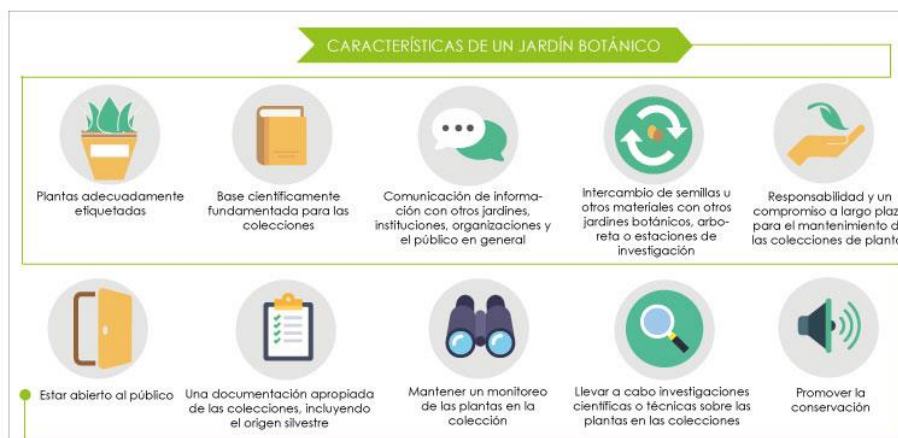 CARACTERÍSTICAS DE UN JARDÍN BOTÁNICO
Plantas adecuadamente
etiquetadas
Base científicamente
fundamentada para las
colecciones
Comunicación de informa-
ción con otros jardines,
instituciones, organizaciones y
el público en general
Intercambio de semillas u
otros materiales con otros
jardines botánicos, arbo-
reta o estaciones de
investigación
Responsabilidad y un
compromiso a largo plaz
para el mantenimiento d
las colecciones de plant
Estar abierto al público
Una documentación apropiada
de las colecciones, incluyendo
el origen silvestre
Mantener un monitoreo
de las plantas en la
colección
Llevar a cabo investigaciones
científicas o técnicas sobre las
plantas en las colecciones
Promover la
conservación